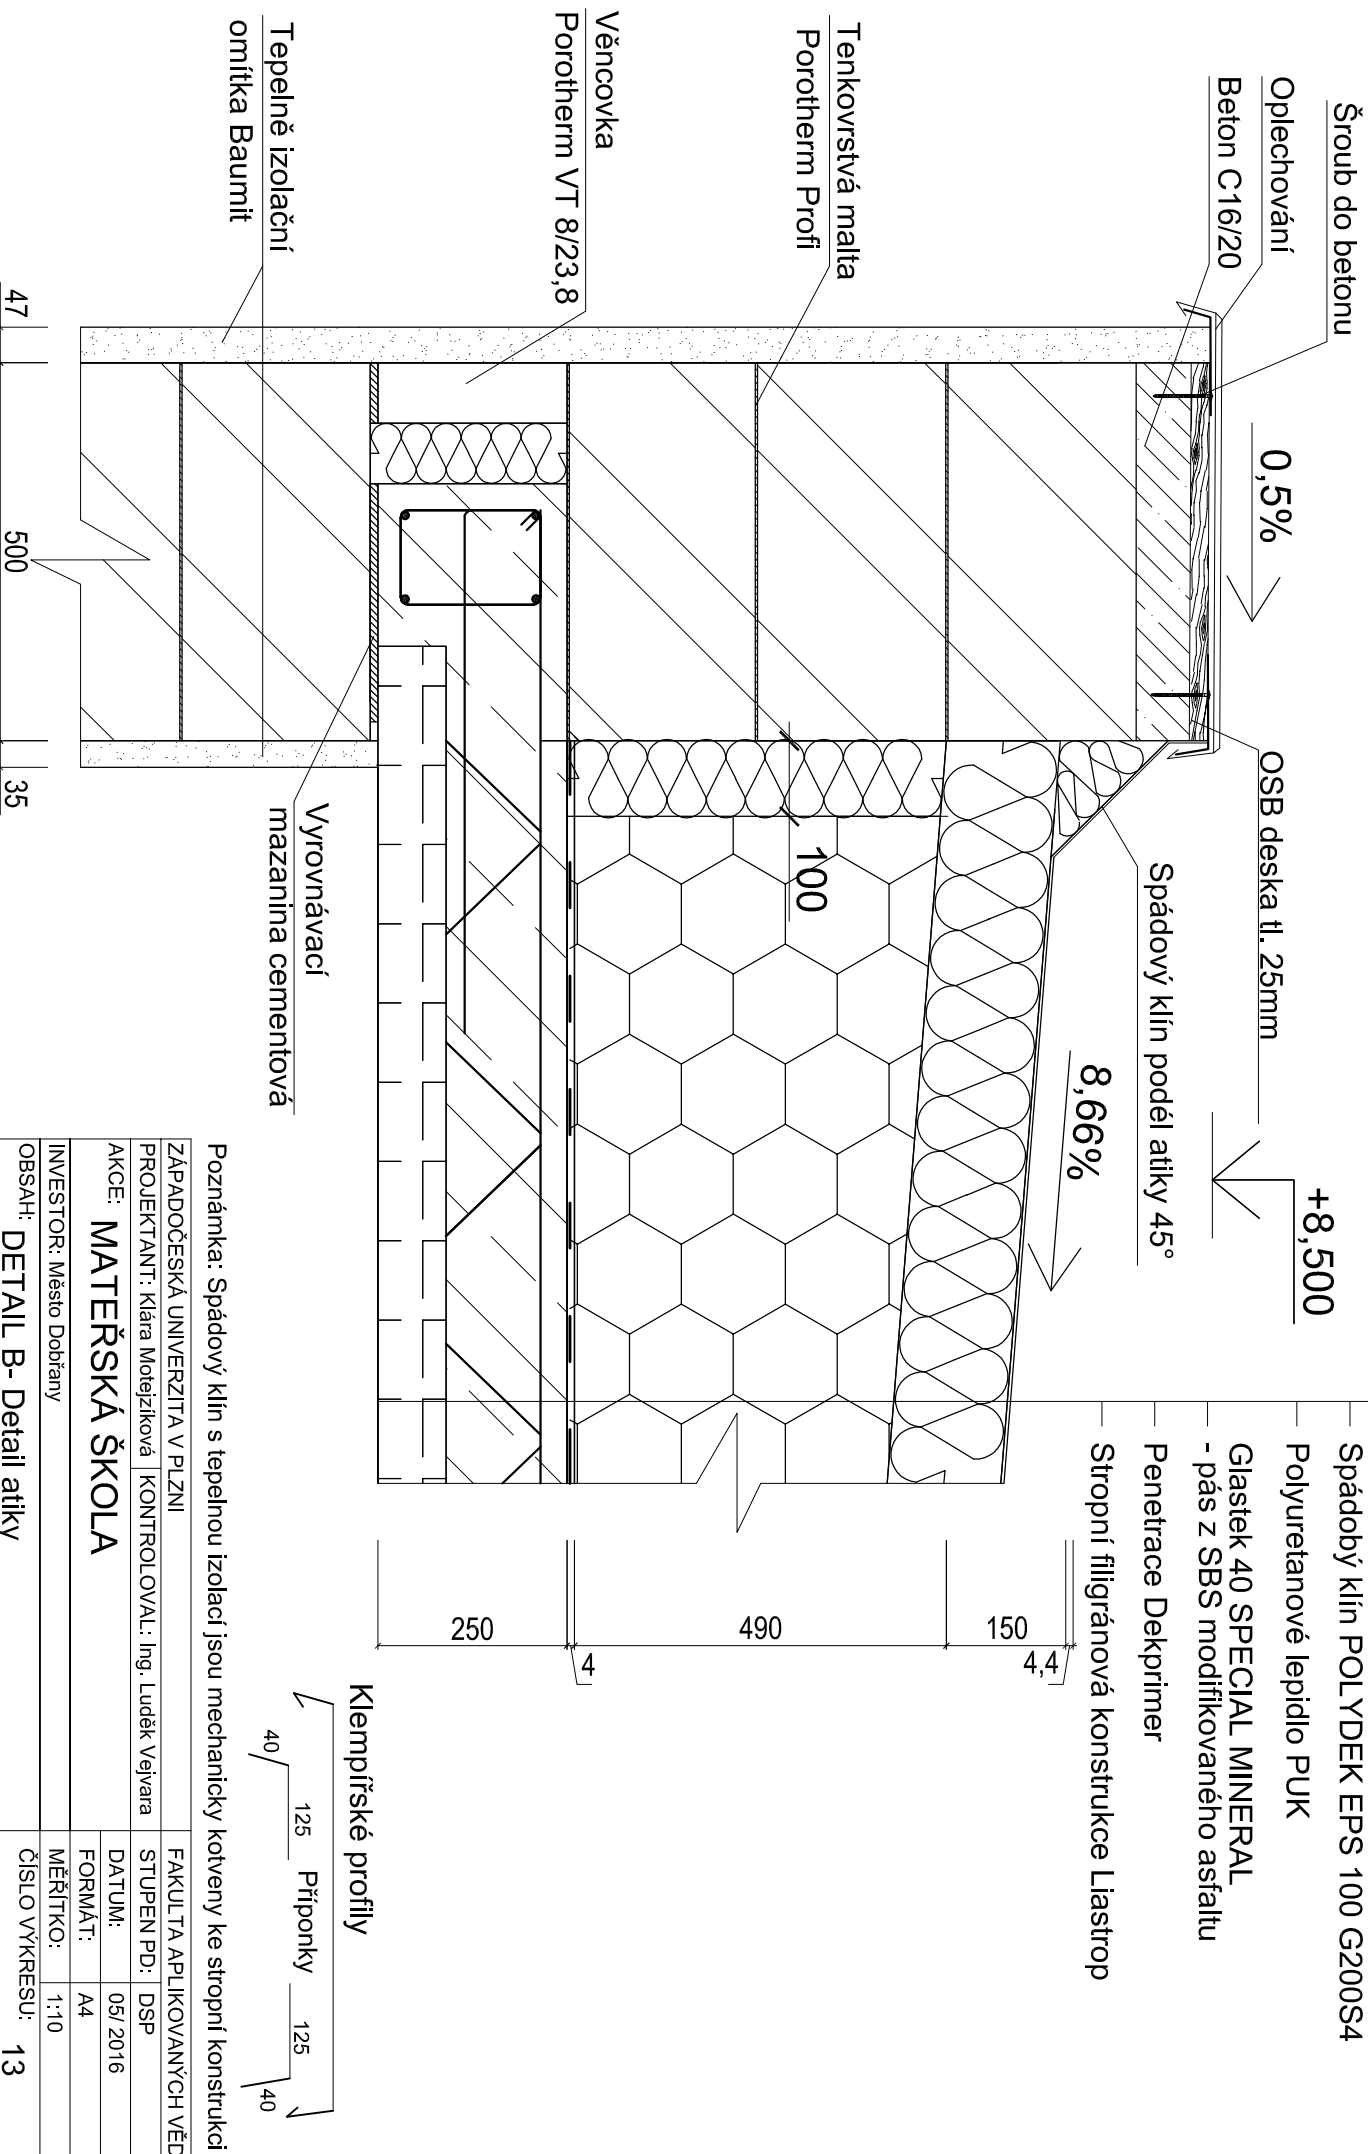 Šroub do betonu
Oplechování
Beton C16/20
Tenkovrstvá malta
Porotherm Profi
Věncovka
Porotherm VT 8/23,8
Tepelně izolační
omítka Baumit
0,5%
OSB deska tl. 25mm
Spádový klín podél atiky 45°
8,66%
+8,500
100
Vyrovnávací
mazanina cementová
47
500
35
Spádobý klín POLYDEK EPS 100 G200S4
Polyuretanové lepidlo PUK
Glastek 40 SPECIAL MINERAL
- pás z SBS modifikovaného asfaltu
Penetrace Dekprimer
Stropní filigránová konstrukce Liastrop
4,4
150
490
4
250
Klempířské profily
40
125
Příponky
125
40
Poznámka: Spádový klín s tepelnou izolací jsou mechanicky kotveny ke stropní konstrukci
ZÁPADOČESKÁ UNIVERZITA V PLZNI
FAKULTA APLIKOVANÝCH VĚD
PROJEKTANT: Klára Motejzíková
KONTROLOVAL: Ing. Luděk Vejvara
STUPEN PD: DSP
AKCE: MATEŘSKÁ ŠKOLA
DATUM: 05/ 2016
FORMÁT: A4
INVESTOR: Město Dobřany
MĚŘÍTKO: 1:10
OBSAH: DETAIL B- Detail atiky
ČÍSLO VÝKRESU: 13